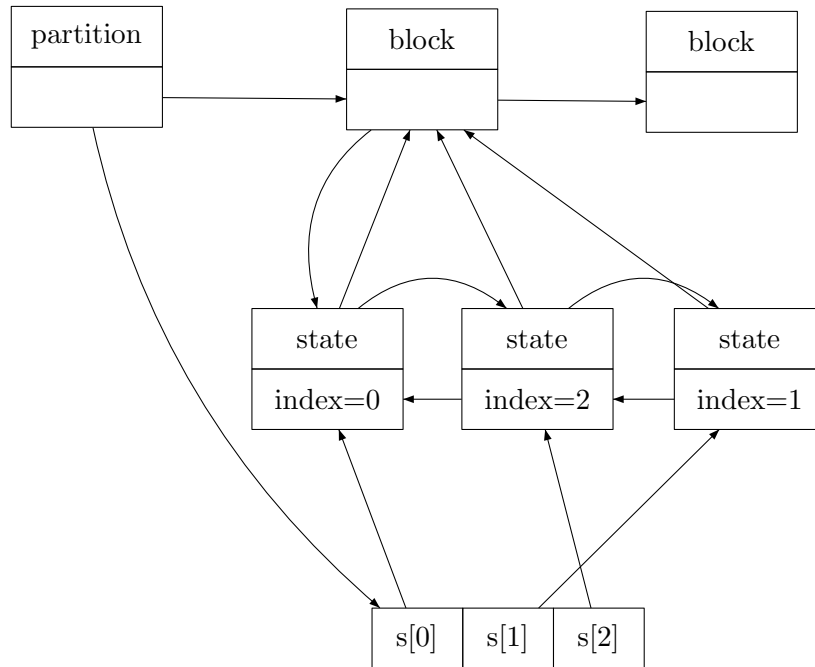 partition
block
block
state
state
state
index=0
index=2
index=1
s[0]
s[1]
s[2]